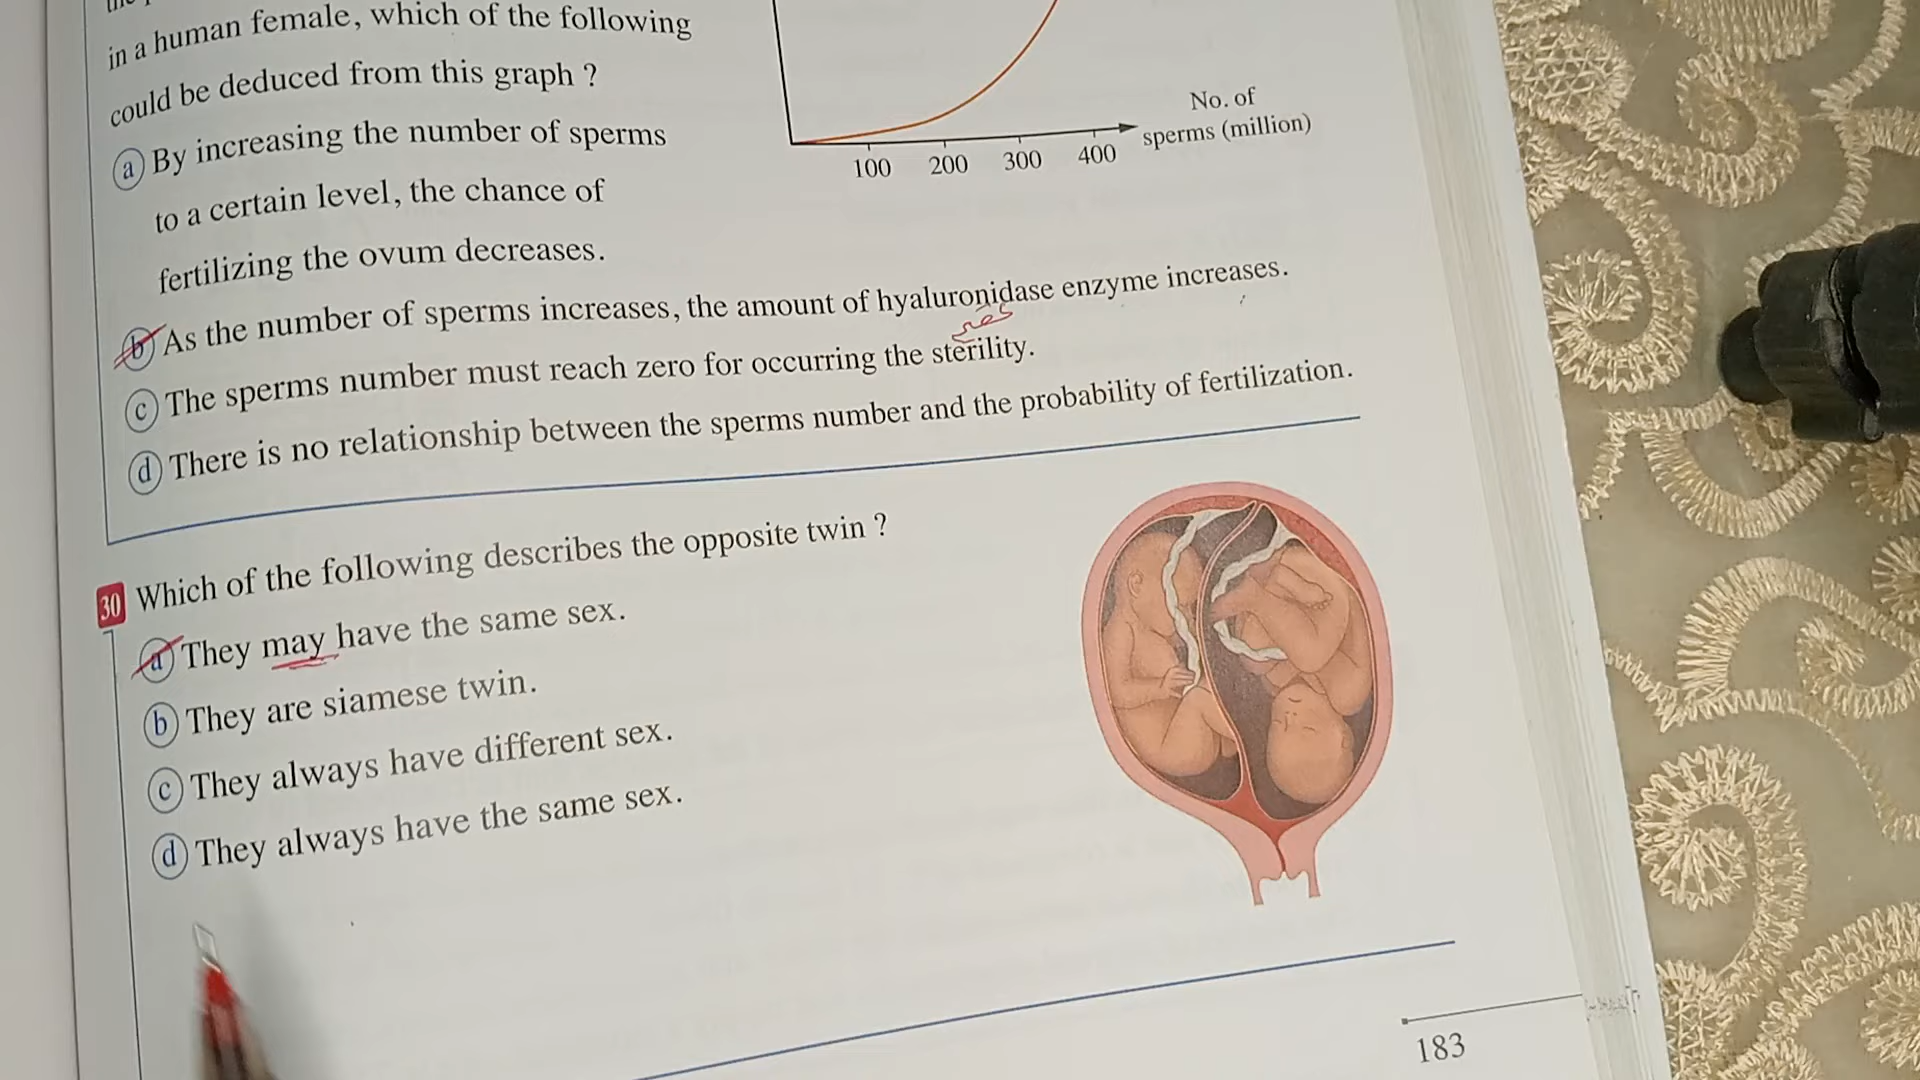 in a human female, which of the following
could be deduced from this graph ?
a By increasing the number of sperms
to a certain level, the chance of
fertilizing the ovum decreases.
b As the number of sperms increases, the amount of hyaluronidase enzyme increases.
c The sperms number must reach zero for occurring the sterility.
d There is no relationship between the sperms number and the probability of fertilization.
No. of
sperms (million)
100 200 300 400
30 Which of the following describes the opposite twin ?
a They may have the same sex.
b They are siamese twin.
c They always have different sex.
d They always have the same sex.
183